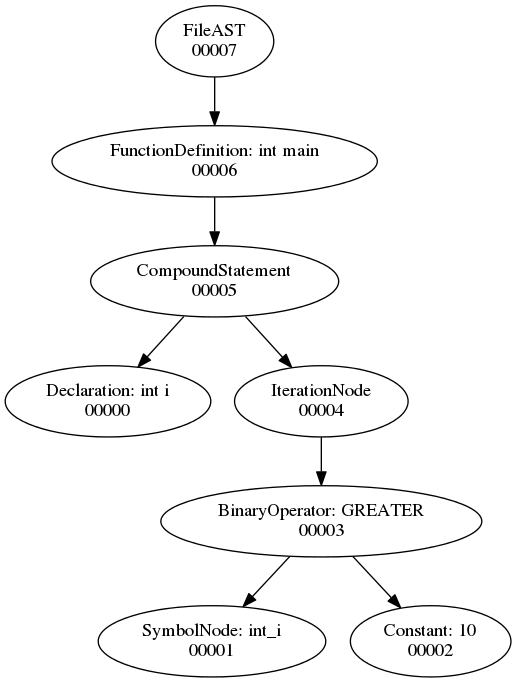 FileAST
00007
FunctionDefinition: int main
00006
CompoundStatement
00005
Declaration: int i
00000
IterationNode
00004
BinaryOperator: GREATER
00003
SymbolNode: int_i
00001
Constant: 10
00002